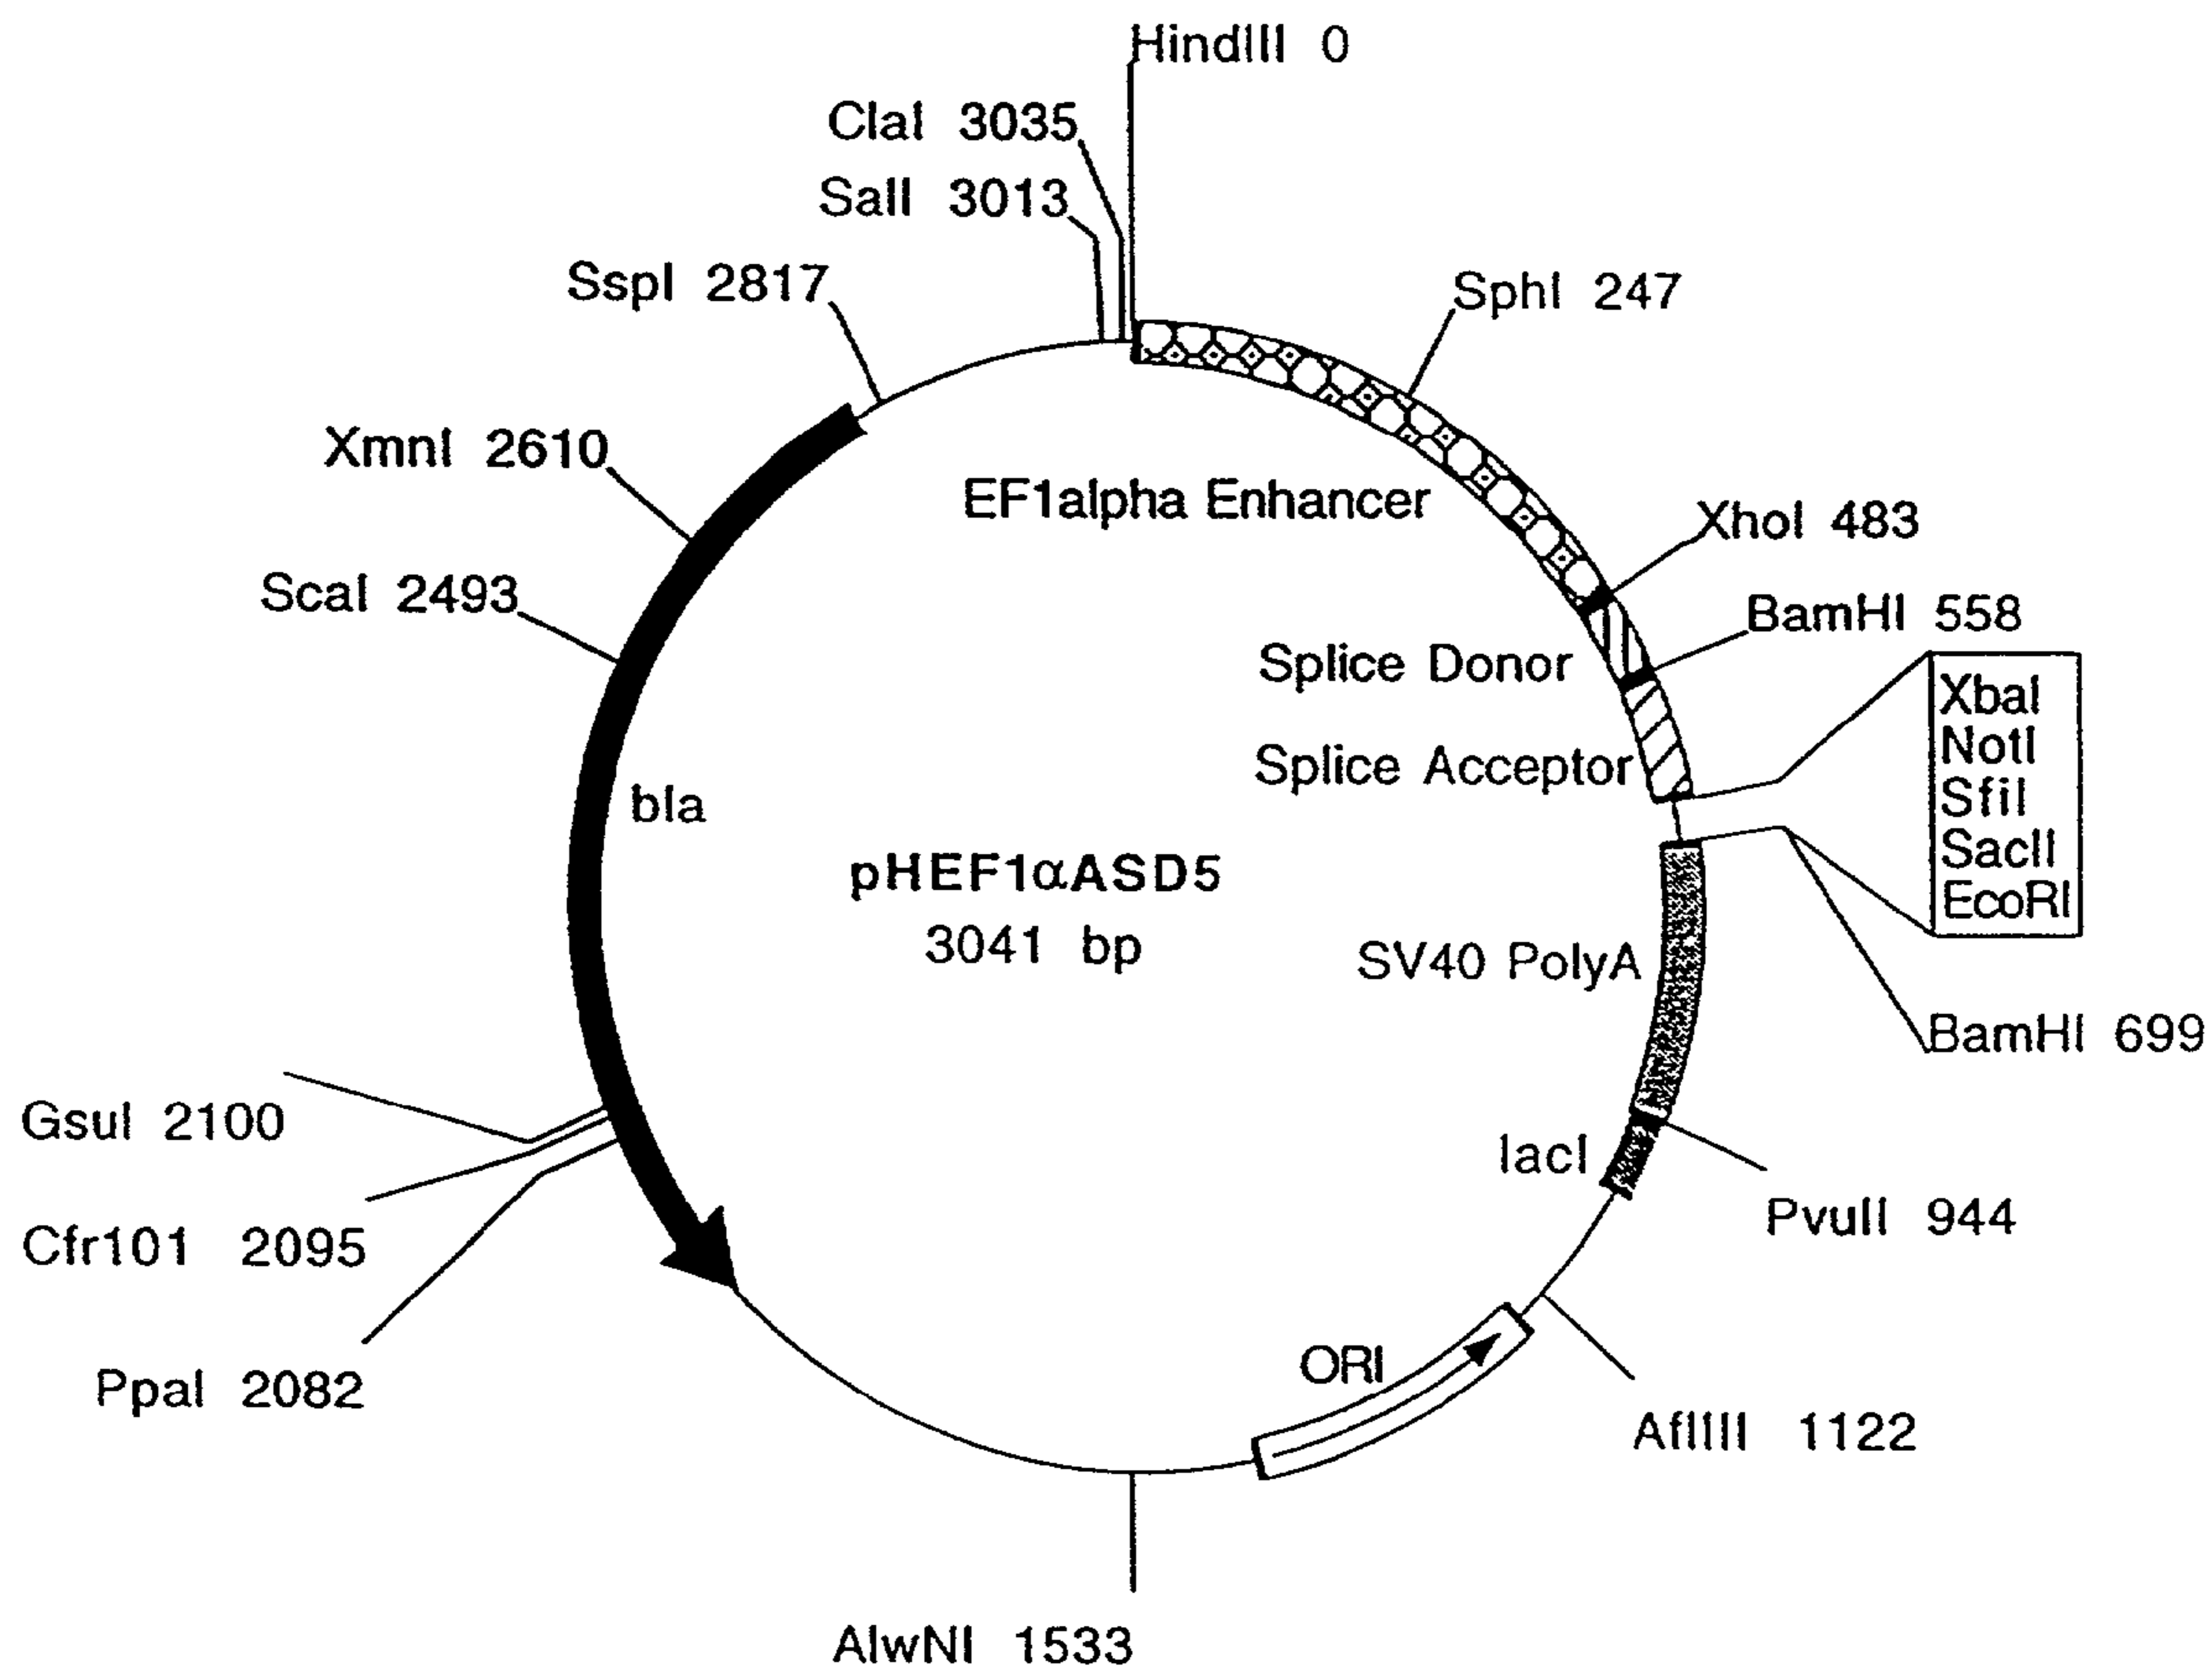 HindIII 0
ClaI 3035
SalI 3013
SspI 2817
SphI 247
XmnI 2610
EF1alpha Enhancer
XhoI 483
ScaI 2493
BamHI 558
Splice Donor
XbaI
NotI
SfiI
SacII
EcoRI
Splice Acceptor
bla
pHEF1αASD5
3041 bp
SV40 PolyA
BamHI 699
GsuI 2100
lacI
PvuII 944
Cfr101 2095
ORI
PpaI 2082
AflIII 1122
AlwNI 1533